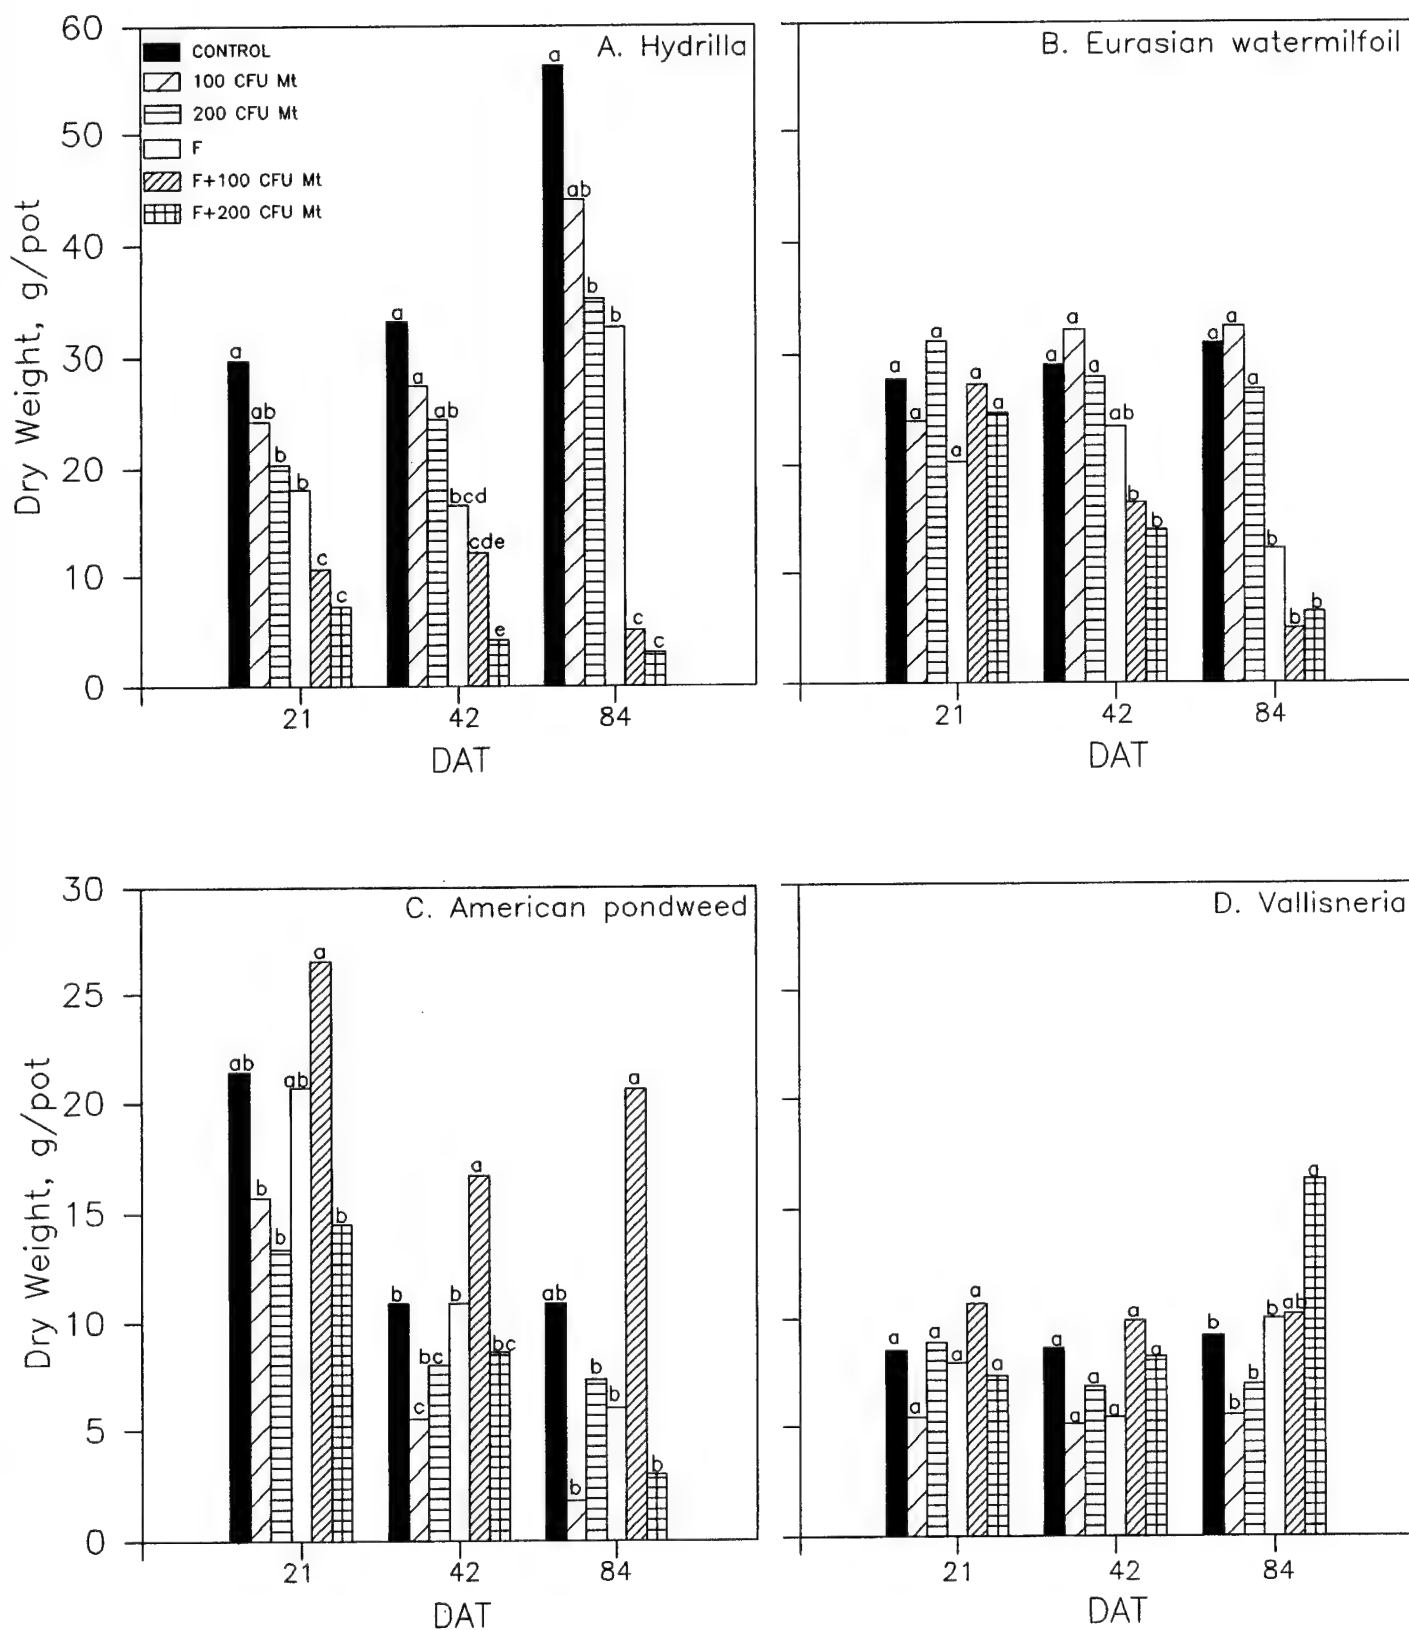 60
50
40
30
20
10
0
Dry Weight, g/pot
A. Hydrilla
CONTROL
100 CFU Mt
200 CFU Mt
F
F+100 CFU Mt
F+200 CFU Mt
a ab b b c c
a a ab bcd cde e
a ab b b c c
21 42 84
DAT
B. Eurasian watermilfoil
a a a a a a
a a a ab b b
a a a b b b
21 42 84
DAT
30
25
20
15
10
5
0
Dry Weight, g/pot
C. American pondweed
ab b b ab a b
b c bc b a bc
ab b b b a b
21 42 84
DAT
D. Vallisneria
a a a a a a
a a a a a a
b b b b ab a
21 42 84
DAT